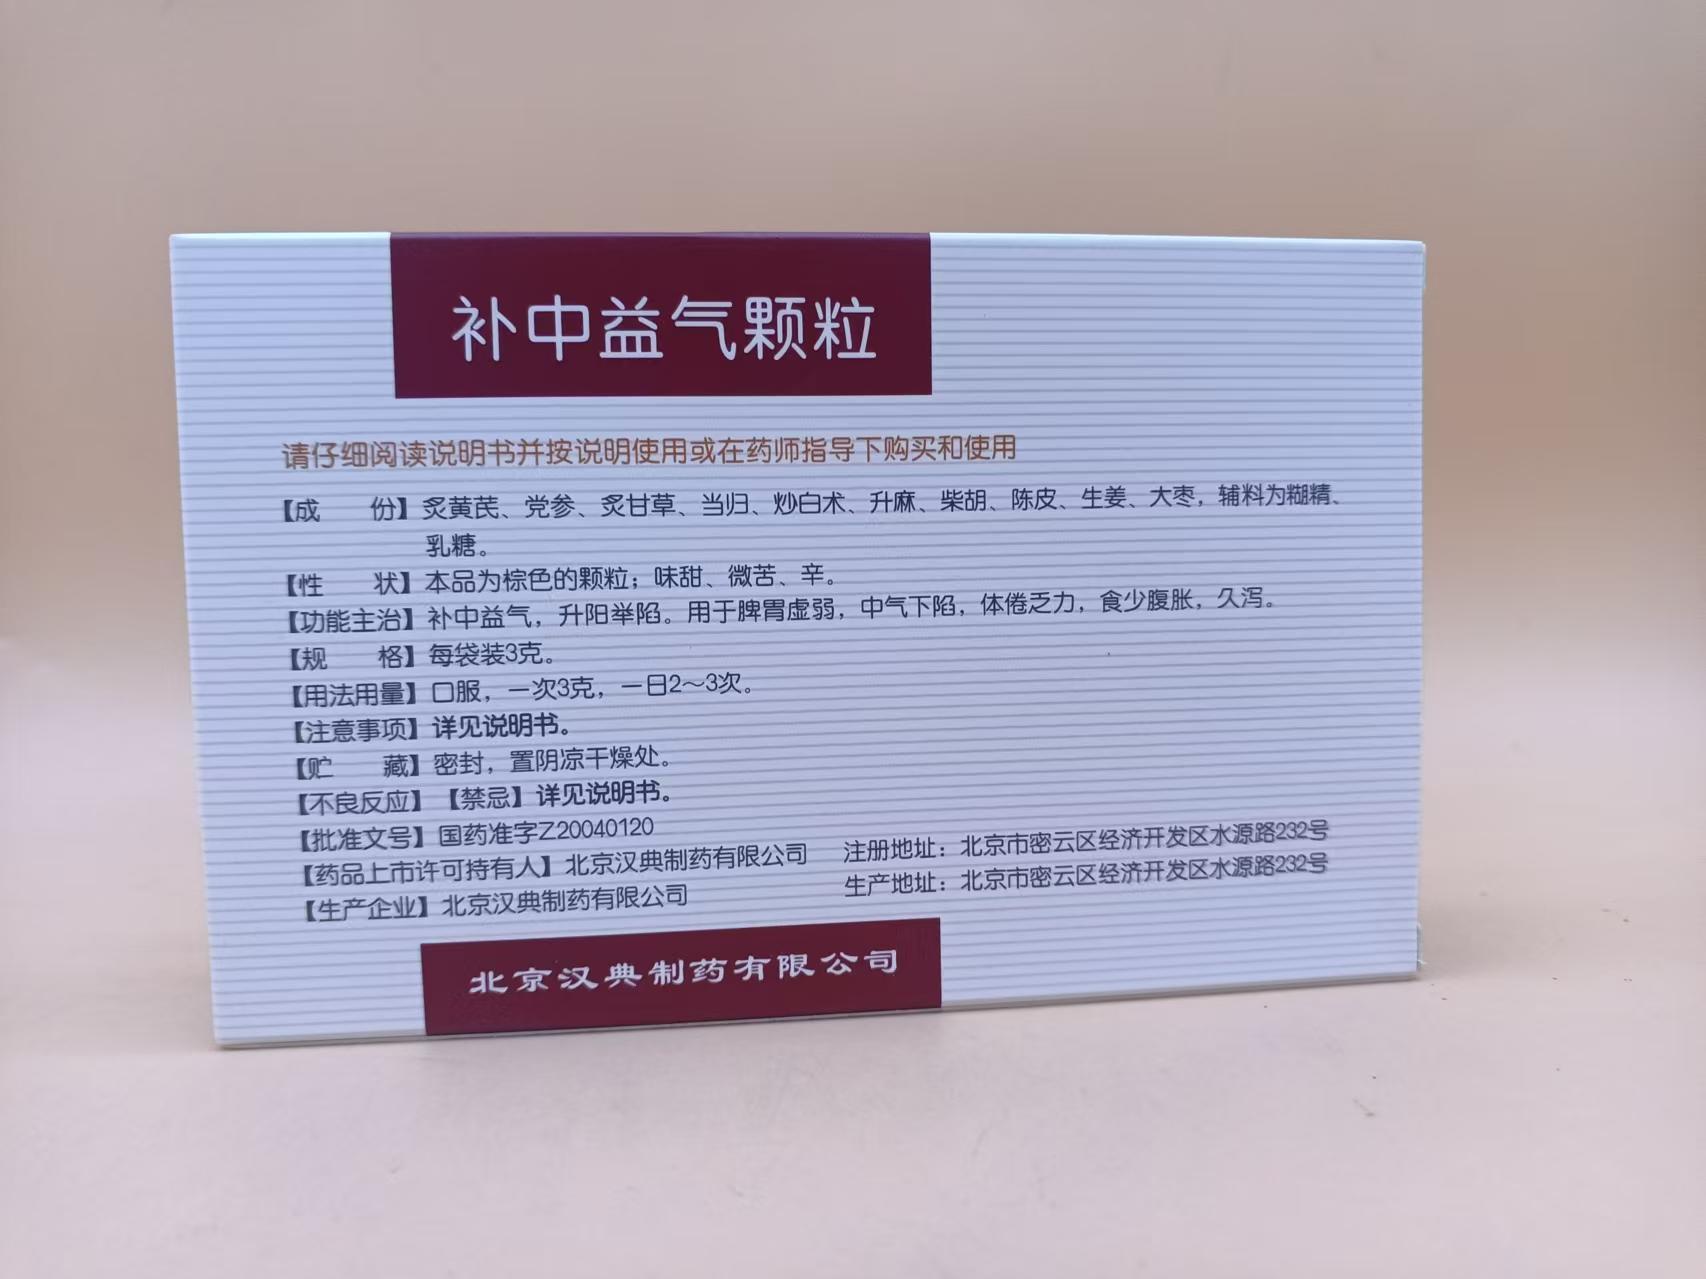 补中益气颗粒
请仔细阅读说明书并按说明使用或在药师指导下购买和使用
【成 份】炙黄芪、党参、炙甘草、当归、炒白术、升麻、柴胡、陈皮、生姜、大枣，辅料为糊精、
乳糖。
【性 状】本品为棕色的颗粒；味甜、微苦、辛。
【功能主治】补中益气，升阳举陷。用于脾胃虚弱，中气下陷，体倦乏力，食少腹胀，久泻。
【规 格】每袋装3克。
【用法用量】口服，一次3克，一日2～3次。
【注意事项】详见说明书。
【贮 藏】密封，置阴凉干燥处。
【不良反应】【禁忌】详见说明书。
【批准文号】国药准字Z20040120
【药品上市许可持有人】北京汉典制药有限公司 注册地址：北京市密云区经济开发区水源路232号
【生产企业】北京汉典制药有限公司 生产地址：北京市密云区经济开发区水源路232号
北京汉典制药有限公司